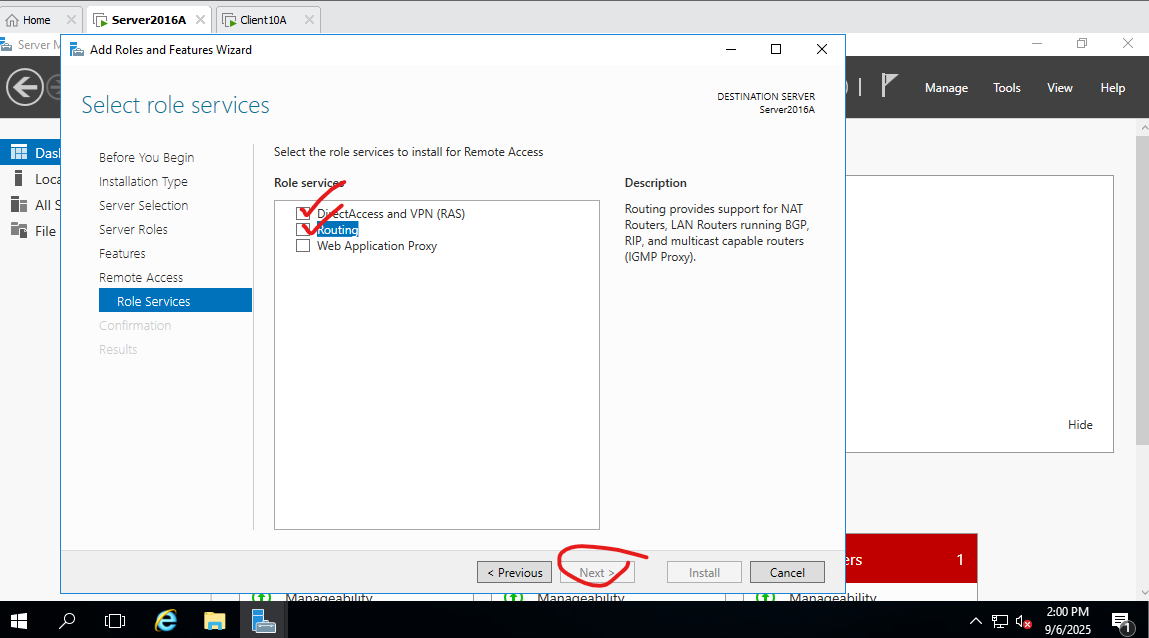 Home
Server2016A
Client10A
Server M
Add Roles and Features Wizard
Manage
Tools
View
Help
Select role services
DESTINATION SERVER
Server2016A
Dash
Loca
All S
File
Before You Begin
Installation Type
Server Selection
Server Roles
Features
Remote Access
Role Services
Confirmation
Results
Select the role services to install for Remote Access
Role services
DirectAccess and VPN (RAS)
Routing
Web Application Proxy
Description
Routing provides support for NAT
Routers, LAN Routers running BGP,
RIP, and multicast capable routers
(IGMP Proxy).
Hide
ers
1
< Previous
Next >
Install
Cancel
Manageability
Manageability
Manageability
2:00 PM
9/6/2025
1